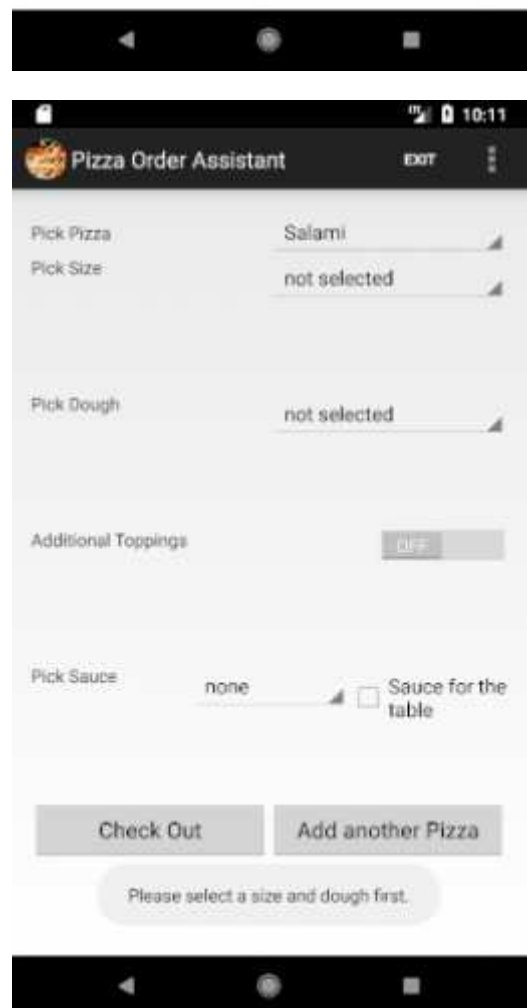 10:11
Pizza Order Assistant EXIT
Pick Pizza Salami
Pick Size not selected
Pick Dough not selected
Additional Toppings OFF
Pick Sauce none Sauce for the
table
Check Out Add another Pizza
Please select a size and dough first.